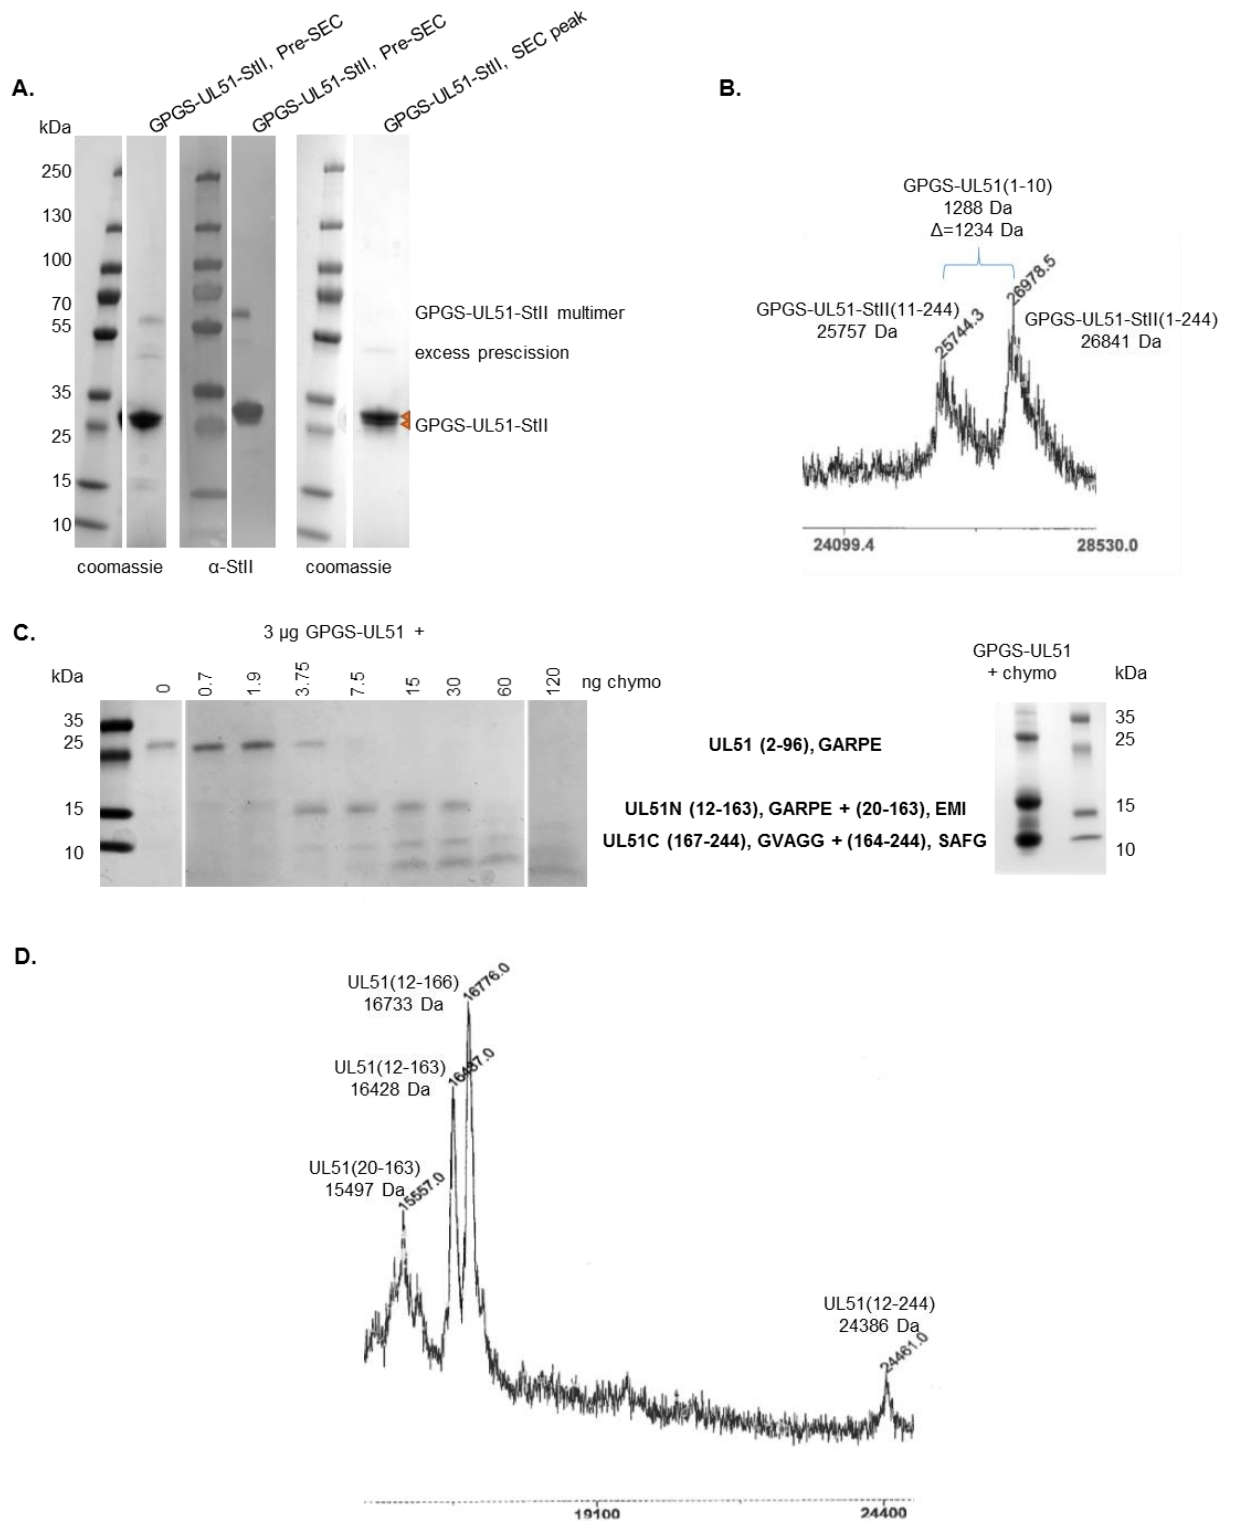 A.
GPGS-UL51-StII, Pre-SEC
GPGS-UL51-StII, Pre-SEC
GPGS-UL51-StII, SEC peak
kDa
250
130
100
70
55
35
25
15
10
GPGS-UL51-StII multimer
excess prescission
GPGS-UL51-StII
coomassie
α-StII
coomassie
B.
GPGS-UL51(1-10)
1288 Da
Δ=1234 Da
GPGS-UL51-StII(11-244)
25757 Da
25744.3
26978.5
GPGS-UL51-StII(1-244)
26841 Da
24099.4
28530.0
C.
3 µg GPGS-UL51 +
kDa
0
0.7
1.9
3.75
7.5
15
30
60
120
ng chymo
35
25
15
10
UL51 (2-96), GARPE
UL51N (12-163), GARPE + (20-163), EMI
UL51C (167-244), GVAGG + (164-244), SAFG
GPGS-UL51
+ chymo
kDa
35
25
15
10
D.
UL51(12-166)
16733 Da
16776.0
UL51(12-163)
16428 Da
16487.0
UL51(20-163)
15497 Da
15557.0
UL51(12-244)
24386 Da
24461.0
19100
24400